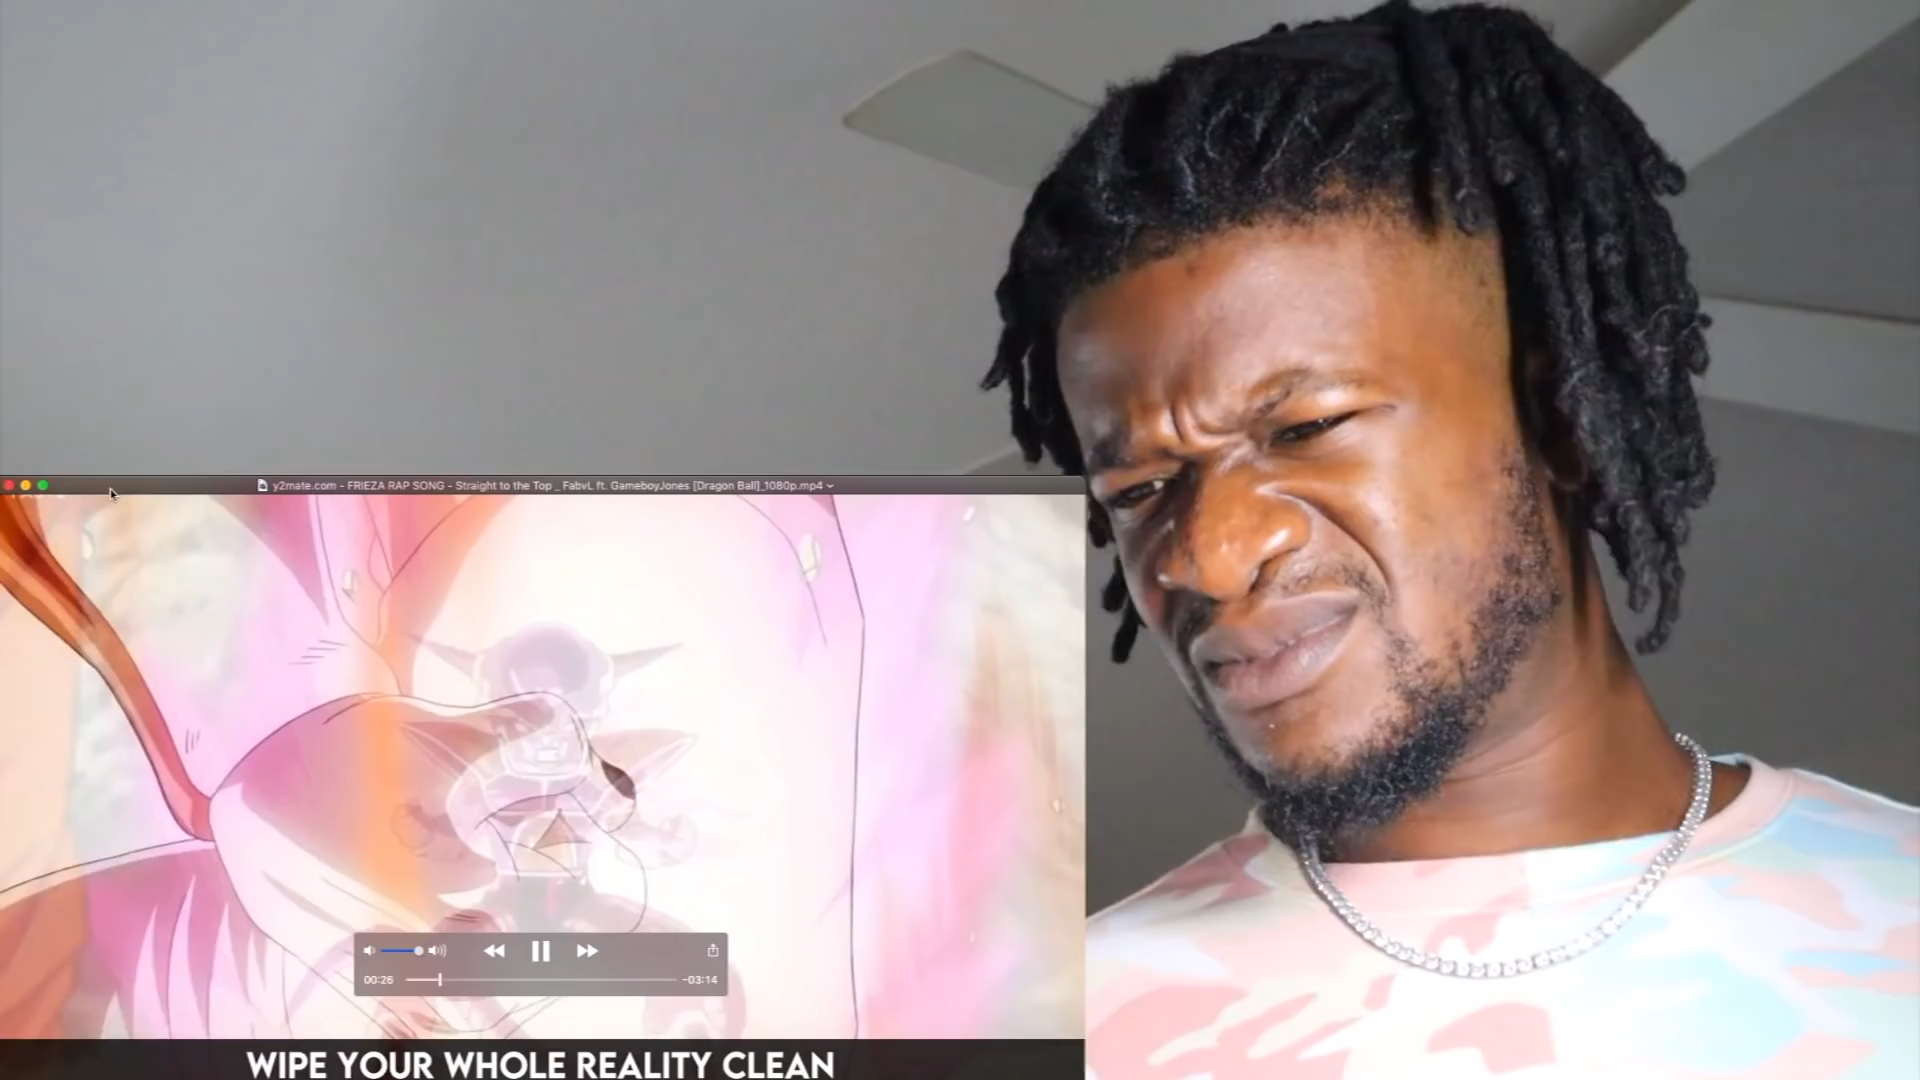 y2mate.com - FRIEZA RAP SONG - Straight to the Top _ FabvL ft. GameboyJones [Dragon Ball]_1080p.mp4
00:26
-03:14
WIPE YOUR WHOLE REALITY CLEAN